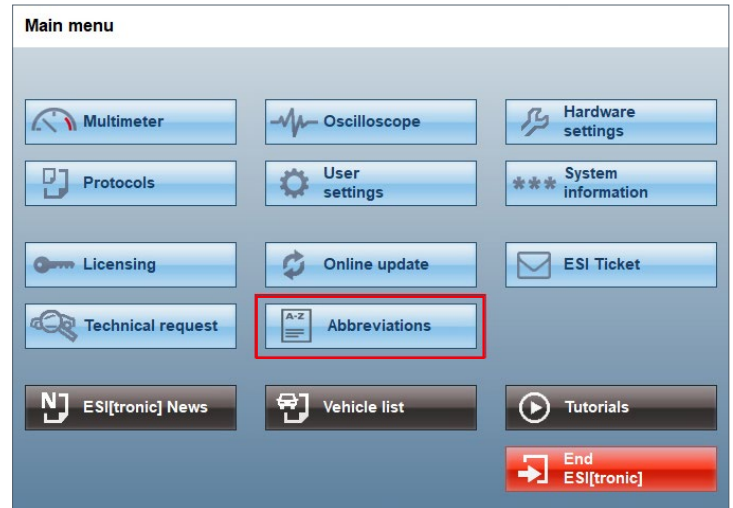 Main menu
Multimeter
Oscilloscope
Hardware
settings
Protocols
User
settings
***
System
information
Licensing
Online update
ESI Ticket
Technical request
A-Z
Abbreviations
N
ESI[tronic] News
Vehicle list
Tutorials
End
ESI[tronic]